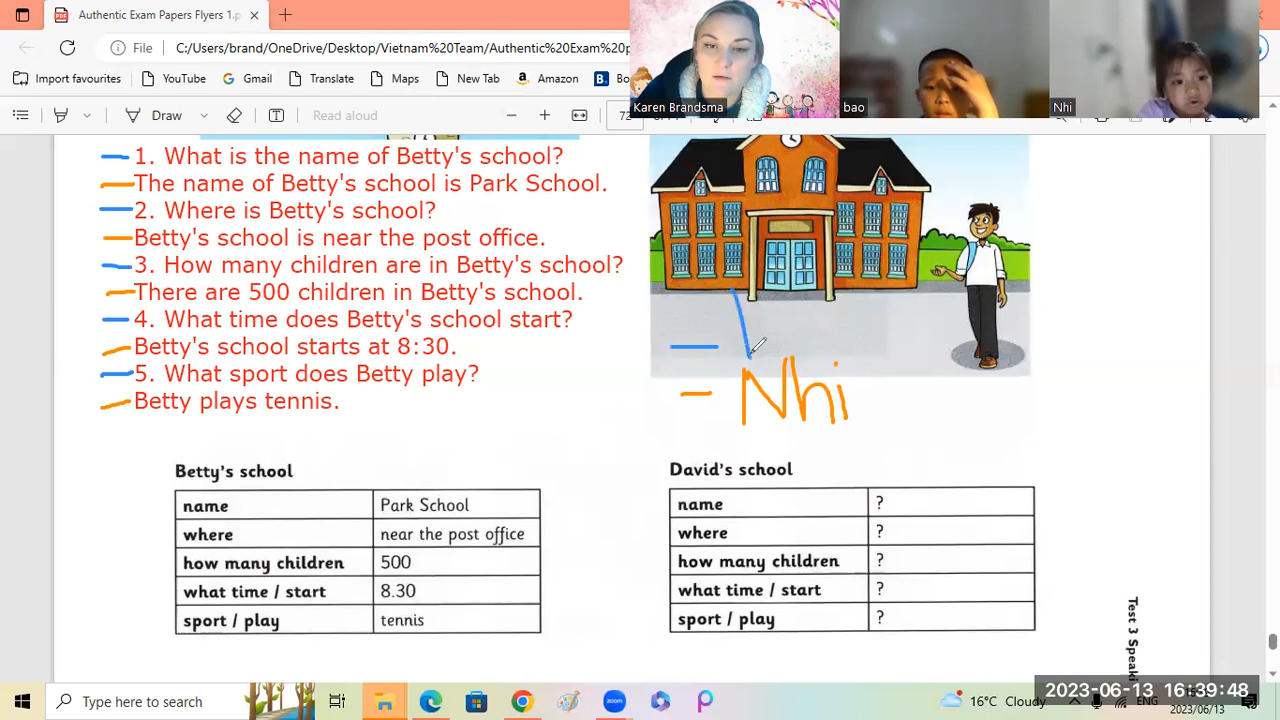 Authentic Exam Papers Flyers 1.p
File
C:/Users/brand/OneDrive/Desktop/Vietnam%20Team/Authentic%20Exam%20p
Import favourites
YouTube
Gmail
Translate
Maps
New Tab
Amazon
Draw
Read aloud
Karen Brandsma
bao
Nhi
1. What is the name of Betty's school?
The name of Betty's school is Park School.
2. Where is Betty's school?
Betty's school is near the post office.
3. How many children are in Betty's school?
There are 500 children in Betty's school.
4. What time does Betty's school start?
Betty's school starts at 8:30.
5. What sport does Betty play?
Betty plays tennis.
- Nhi
Betty's school
name Park School
where near the post office
how many children 500
what time / start 8.30
sport / play tennis
David's school
name ?
where ?
how many children ?
what time / start ?
sport / play ?
Test 3 Speaki
Type here to search
16°C Cloudy
2023-06-13 16:39:48
2023/06/13